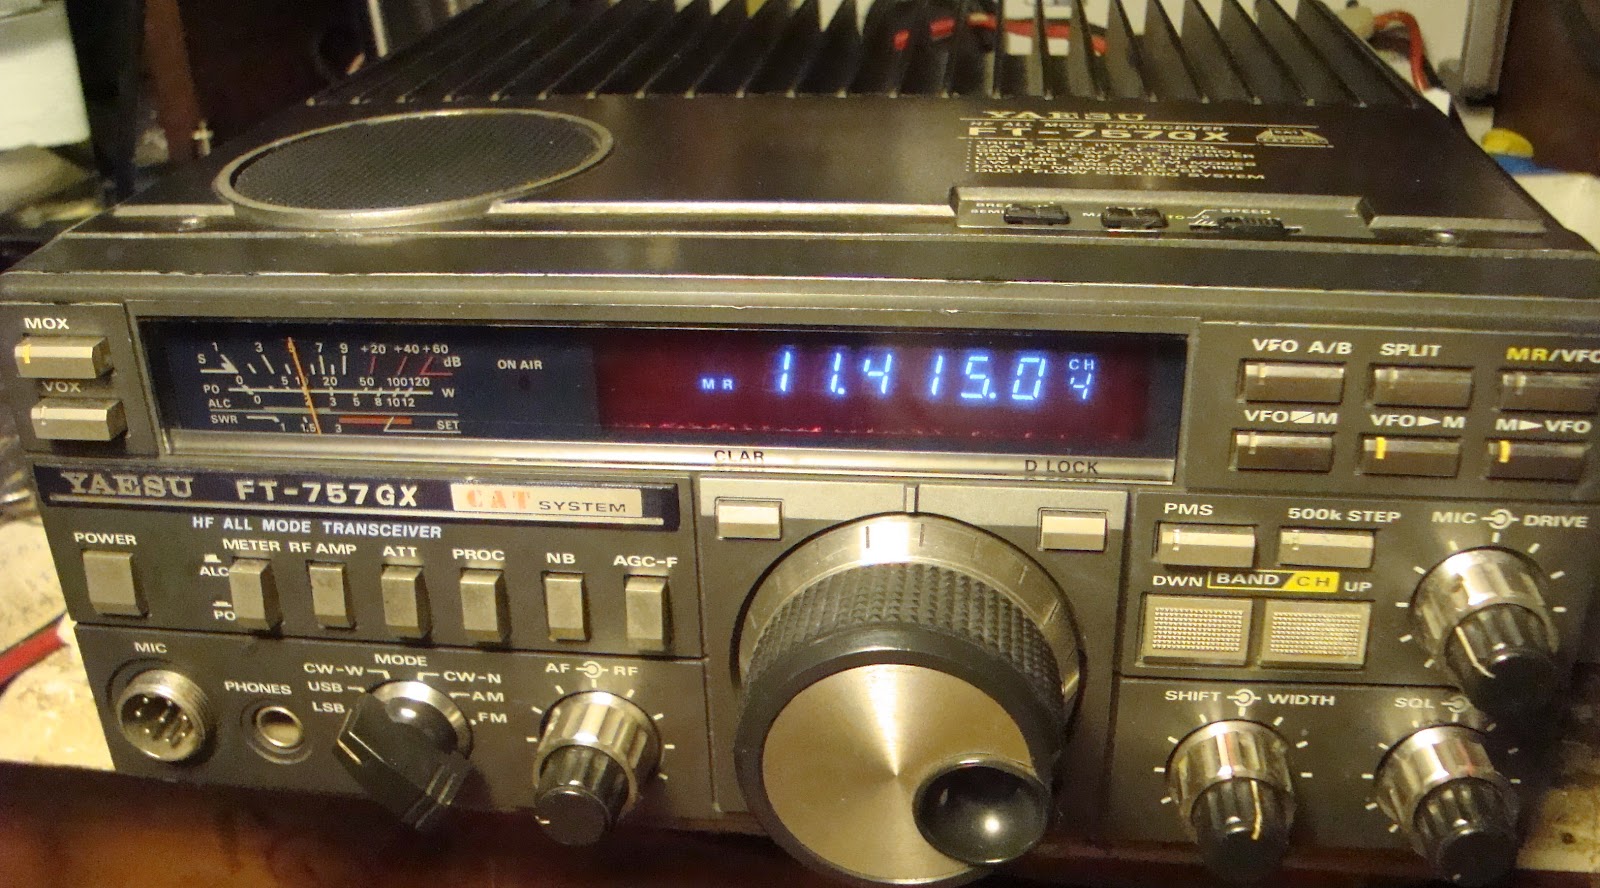 YAESU
HF ALL MODE TRANSCEIVER
FT-757GX
DUCT FLOW COOLING SYSTEM
SPEED
MOX
VOX
S 1 3 5 7 9 +20 +40 +60 dB
PO 0 5 10 20 50 100 120 W
ALC 0 3 5 8 10 12
SWR 1 1.5 3 SET
ON AIR
MR 11.415.0 CH 4
VFO A/B SPLIT MR/VFO
VFO M VFO►M M►VFO
CLAR D LOCK
YAESU FT-757GX CAT SYSTEM
HF ALL MODE TRANSCEIVER
POWER
METER RF AMP ATT PROC NB AGC-F
ALC
PO
PMS 500k STEP MIC DRIVE
DWN BAND/CH UP
MIC
PHONES
MODE
CW-W CW-N
USB AM
LSB FM
AF RF
SHIFT WIDTH
SQL